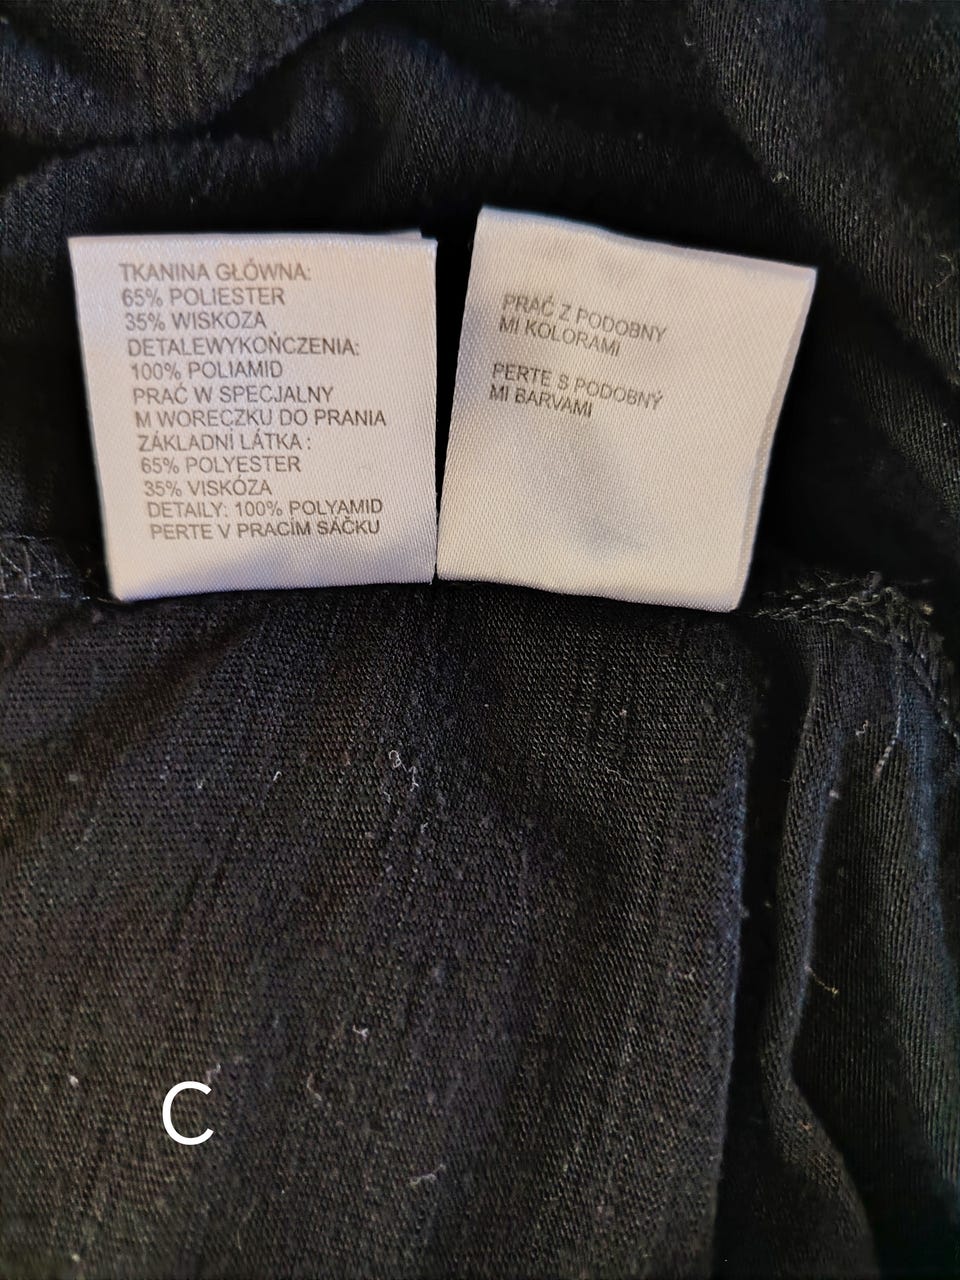 TKANINA GŁÓWNA:
65% POLIESTER
35% WISKOZA
DETALEWYKOŃCZENIA:
100% POLIAMID
PRAĆ W SPECJALNY
M WORECZKU DO PRANIA
ZÁKLADNÍ LÁTKA :
65% POLYESTER
35% VISKÓZA
DETAILY: 100% POLYAMID
PERTE V PRACÍM SÁČKU
PRAĆ Z PODOBNY
MI KOLORAMI
PERTE S PODOBNÝ
MI BARVAMI
C